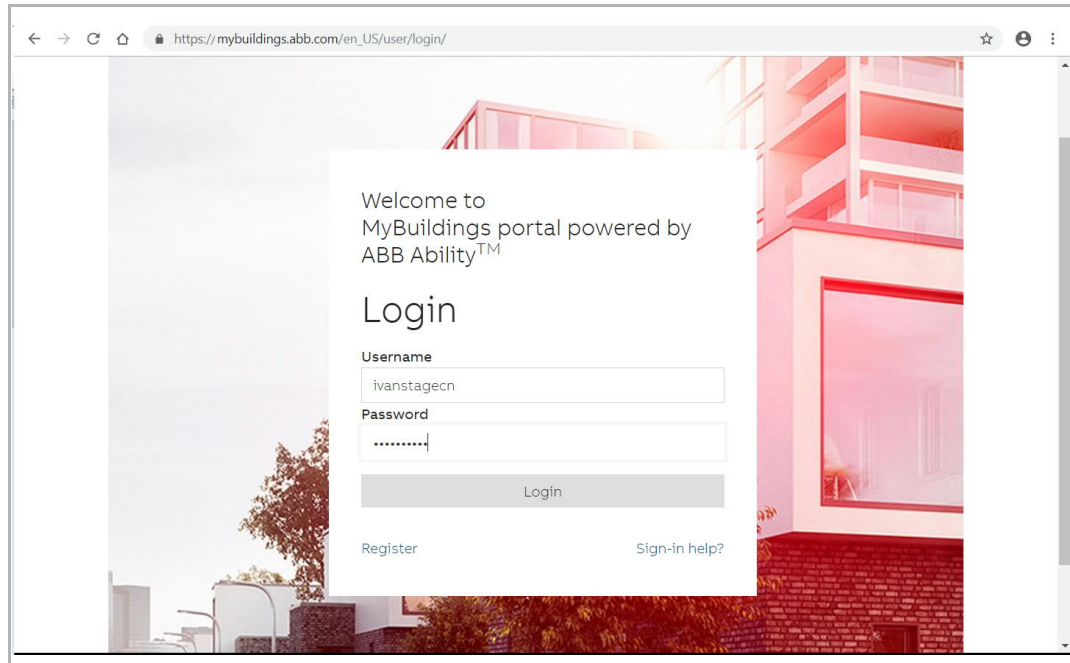 https://mybuildings.abb.com/en_US/user/login/
Welcome to
MyBuildings portal powered by
ABB Ability™
Login
Username
ivanstagecn
Password
••••••••••
Login
Register Sign-in help?